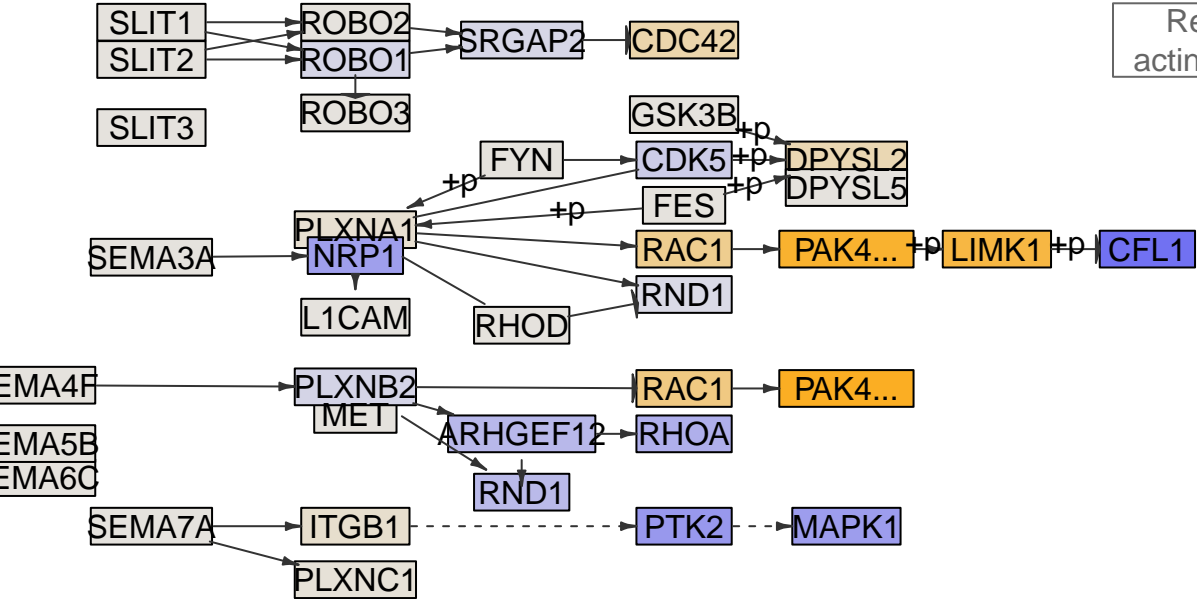 SLIT1
ROBO2
Re
SLIT2
ROBO1
SRGAP2
CDC42
actin
SLIT3
ROBO3
GSK3B
+p
FYN
CDK5
+p
DPYSL2
+p
+p
DPYSL5
PLXNA1
+p
FES
SEMA3A
NRP1
RAC1
PAK4...
+p
LIMK1
+p
CFL1
RND1
L1CAM
RHOD
EMA4F
PLXNB2
RAC1
PAK4...
MET
EMA5B
ARHGEF12
RHOA
EMA6C
RND1
SEMA7A
ITGB1
PTK2
MAPK1
PLXNC1